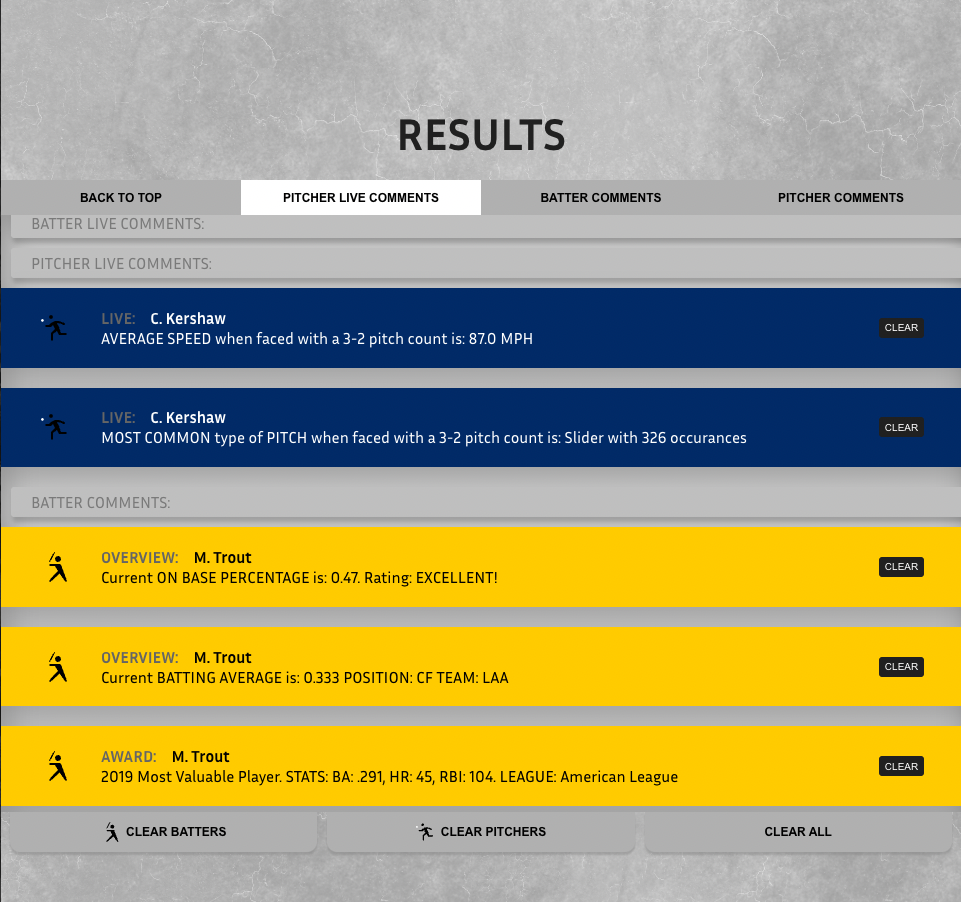 RESULTS
BACK TO TOP
PITCHER LIVE COMMENTS
BATTER COMMENTS
PITCHER COMMENTS
BATTER LIVE COMMENTS:
PITCHER LIVE COMMENTS:
LIVE: C. Kershaw
AVERAGE SPEED when faced with a 3-2 pitch count is: 87.0 MPH
CLEAR
LIVE: C. Kershaw
MOST COMMON type of PITCH when faced with a 3-2 pitch count is: Slider with 326 occurances
CLEAR
BATTER COMMENTS:
OVERVIEW: M. Trout
Current ON BASE PERCENTAGE is: 0.47. Rating: EXCELLENT!
CLEAR
OVERVIEW: M. Trout
Current BATTING AVERAGE is: 0.333 POSITION: CF TEAM: LAA
CLEAR
AWARD: M. Trout
2019 Most Valuable Player. STATS: BA: .291, HR: 45, RBI: 104. LEAGUE: American League
CLEAR
CLEAR BATTERS
CLEAR PITCHERS
CLEAR ALL